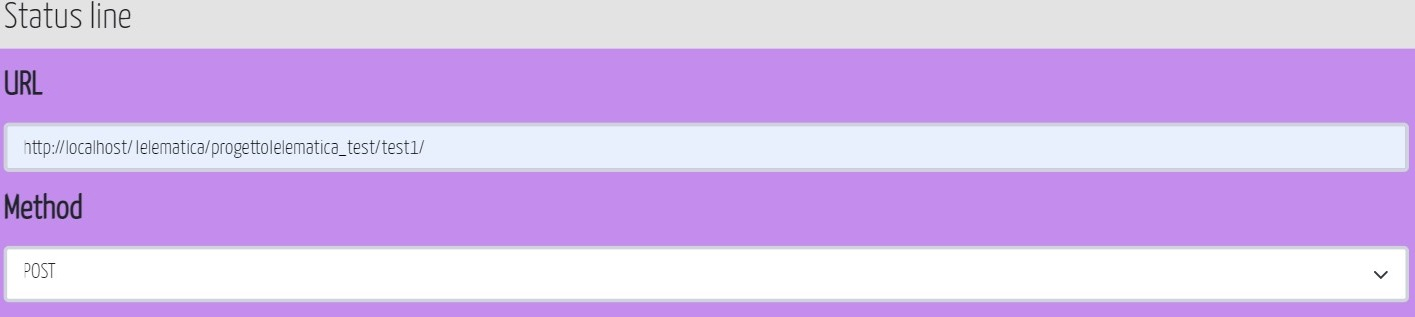 Status line
URL
http://localhost/Telematica/progettoTelematica_test/test1/
Method
POST